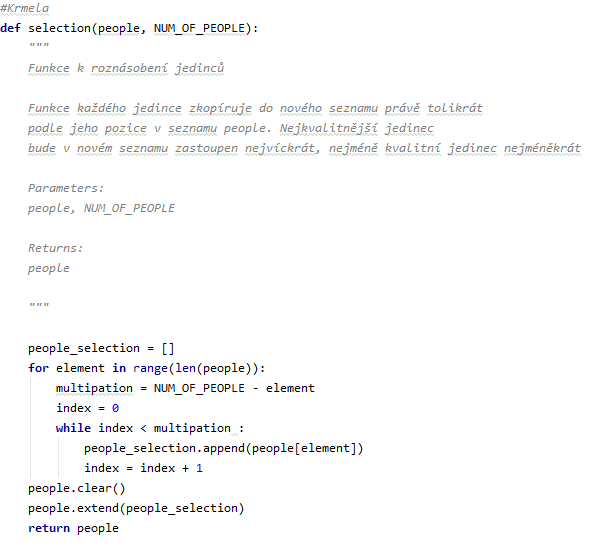 #Krmela
def selection(people, NUM_OF_PEOPLE):
    """
    Funkce k roznásobení jedinců

    Funkce každého jedince zkopíruje do nového seznamu právě tolikrát
    podle jeho pozice v seznamu people. Nejkvalitnější jedinec
    bude v novém seznamu zastoupen nejvíckrát, nejméně kvalitní jedinec nejméněkrát

    Parameters:
    people, NUM_OF_PEOPLE

    Returns:
    people

    """

    people_selection = []
    for element in range(len(people)):
        multipation = NUM_OF_PEOPLE - element
        index = 0
        while index < multipation :
            people_selection.append(people[element])
            index = index + 1
    people.clear()
    people.extend(people_selection)
    return people